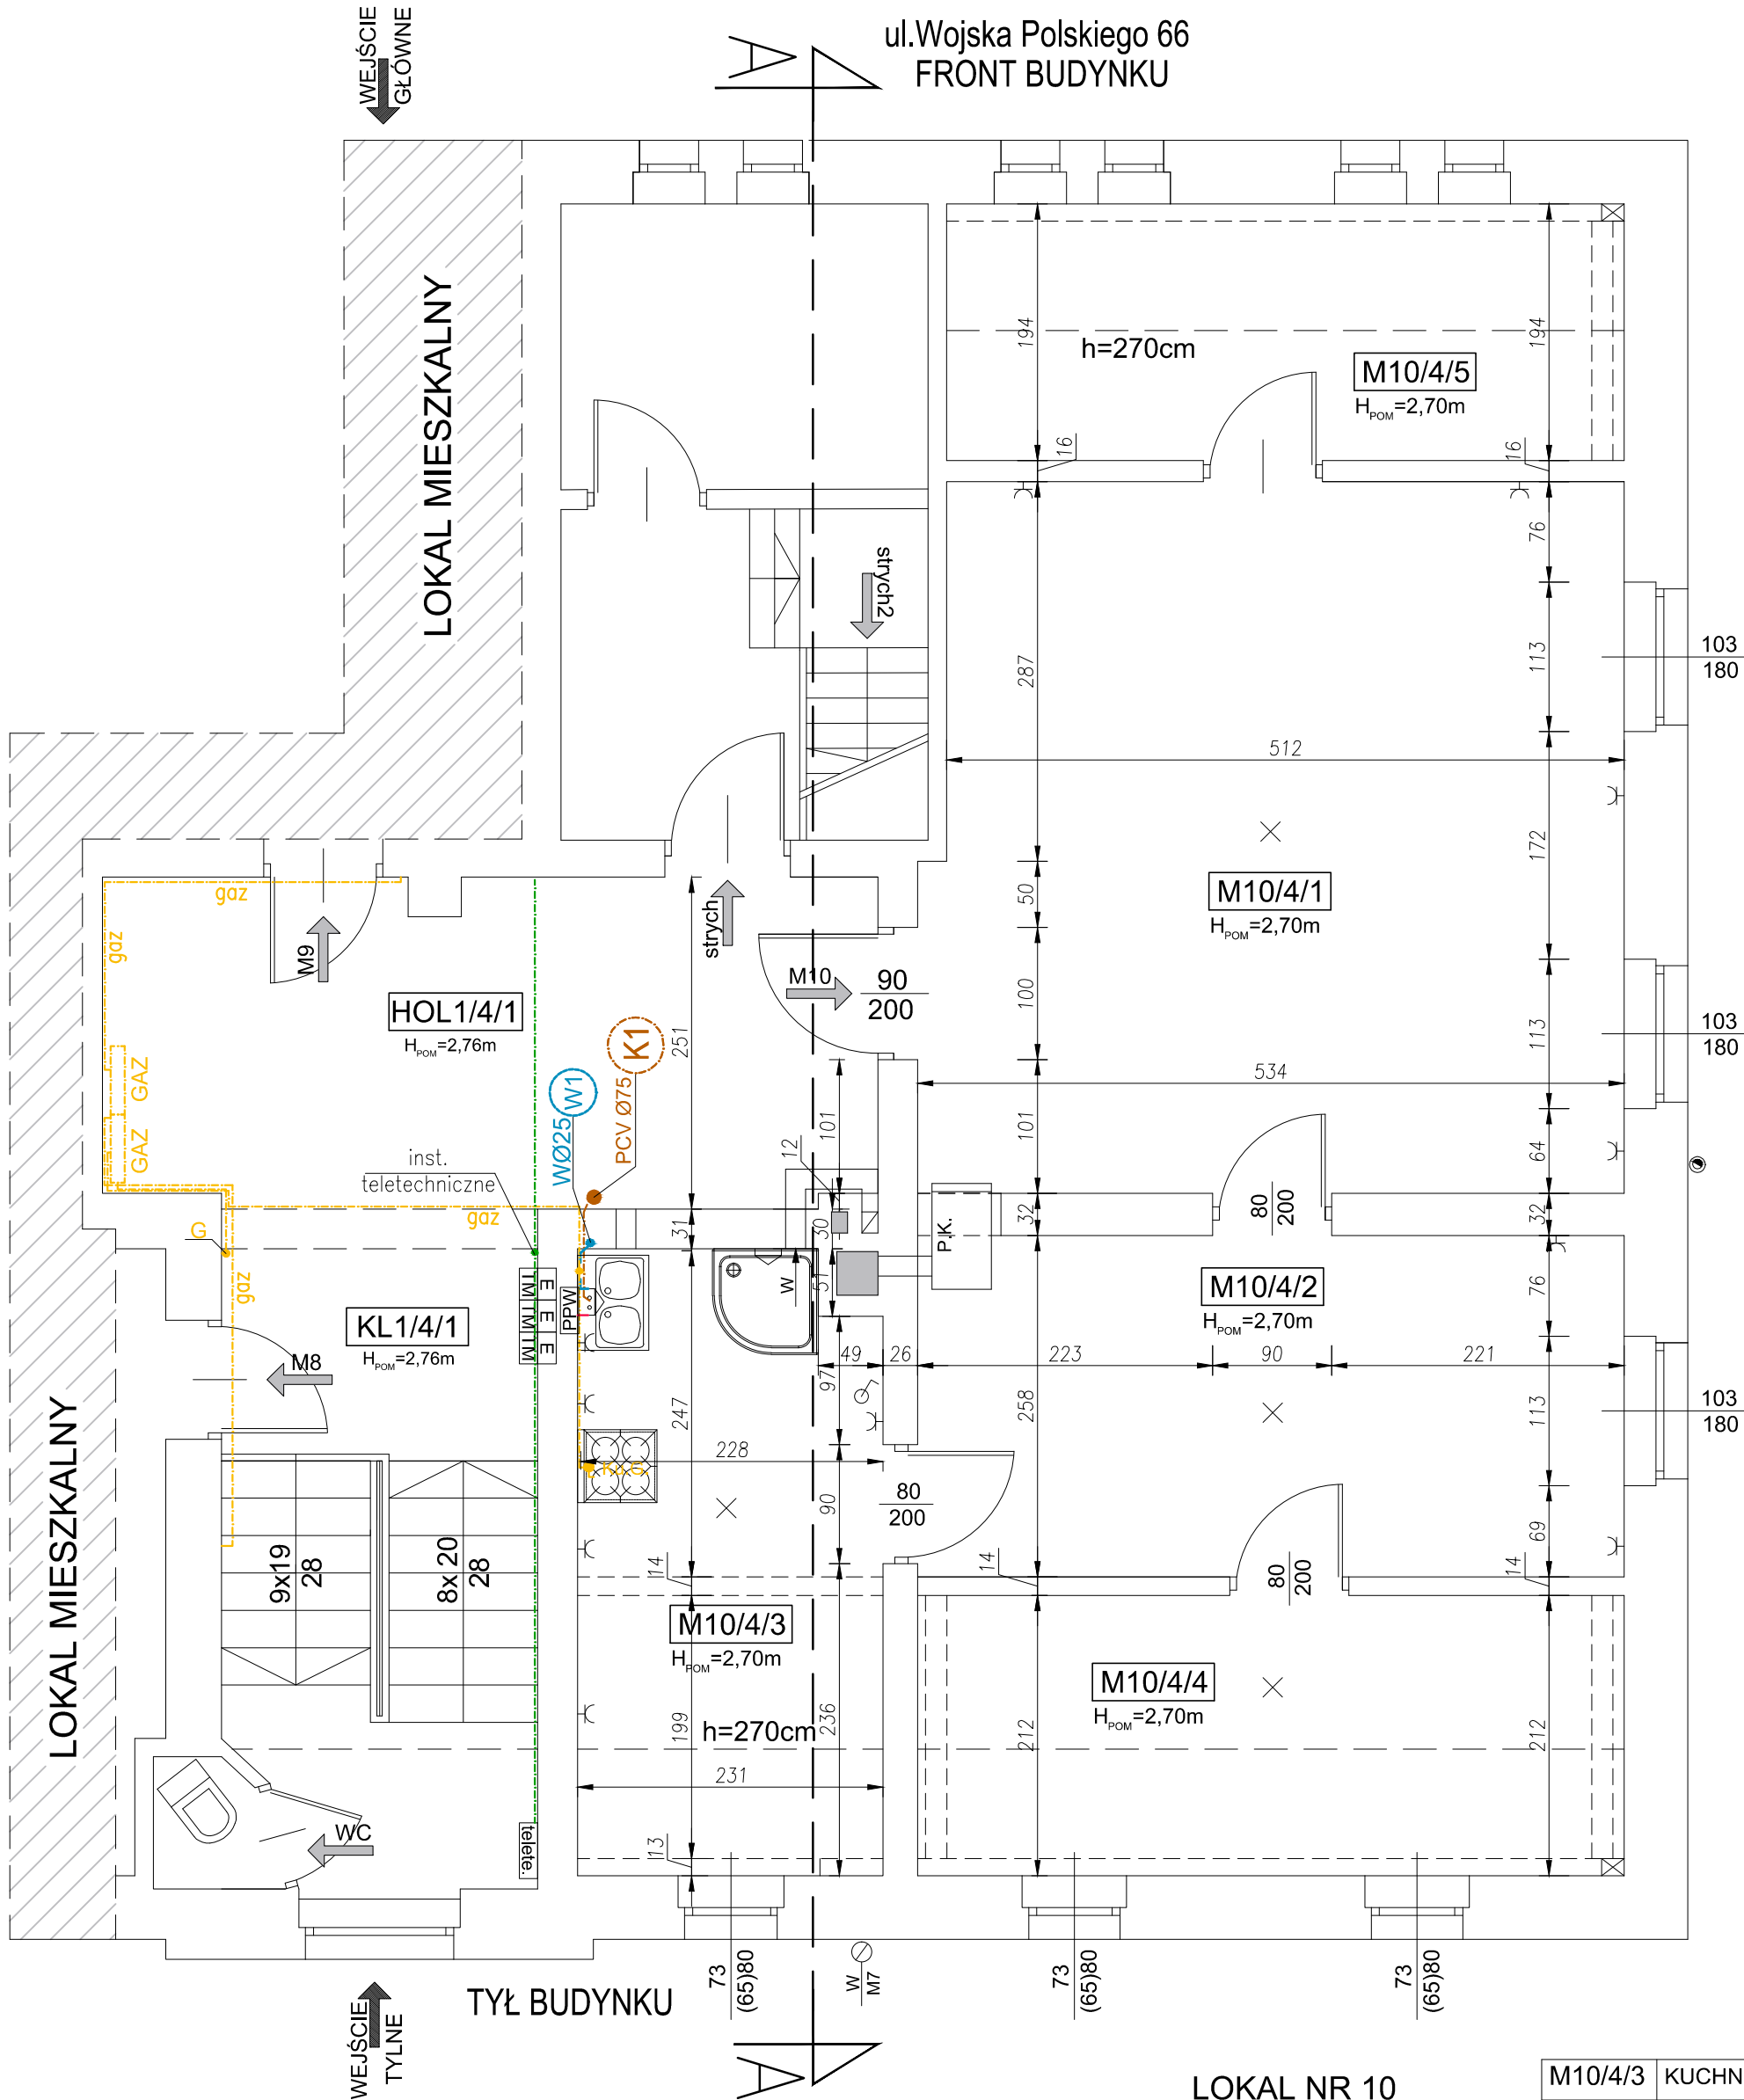 WEJŚCIE
GŁÓWNE
A
ul.Wojska Polskiego 66
FRONT BUDYNKU
LOKAL MIESZKALNY
194
h=270cm
194
M10/4/5
HPOM=2,70m
16
16
76
strych2
287
113
103
180
512
172
M10/4/1
HPOM=2,70m
50
gaz
gaz
M9
strych
M10
90
200
100
HOL1/4/1
HPOM=2,76m
251
K1
113
103
180
GAZ
GAZ
W1
WØ25
PCV Ø75
534
101
101
12
64
inst.
teletechniczne
gaz
G
gaz
31
30
51
W
P.K.
32
80
200
32
E
E
E
TM
TM
TM
PPW
KL1/4/1
HPOM=2,76m
M8
M10/4/2
HPOM=2,70m
76
49
26
223
90
221
97
247
258
113
103
180
LOKAL MIESZKALNY
228
Ku.G.
90
80
200
69
9x19
28
8x20
28
14
14
80
200
14
M10/4/3
HPOM=2,70m
M10/4/4
HPOM=2,70m
199
h=270cm
236
212
212
231
WC
telete.
13
73
(65)80
W
M7
73
(65)80
73
(65)80
WEJŚCIE
TYLNE
TYŁ BUDYNKU
A
LOKAL NR 10
M10/4/3 KUCHN